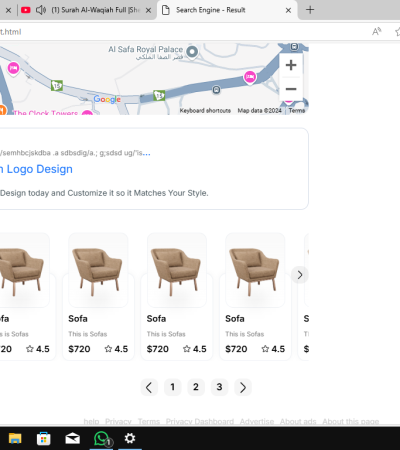 (1) Surah Al-Waqiah Full |Sh
Search Engine - Result
t.html
Al Safa Royal Palace
قصر الصفا الملكي
Google
The Clock Towers
Keyboard shortcuts Map data ©2024 Terms
/semhbcjskdba .a sdbsdig/a.; g;sdsd ug/"ls...
n Logo Design
Design today and Customize it so it Matches Your Style.
ofa Sofa Sofa Sofa S
is is Sofas This is Sofas This is Sofas This is Sofas T
20 4.5 $720 4.5 $720 4.5 $720 4.5 $
1 2 3
help Privacy Terms Privacy Dashboard Advertise About ads About this page